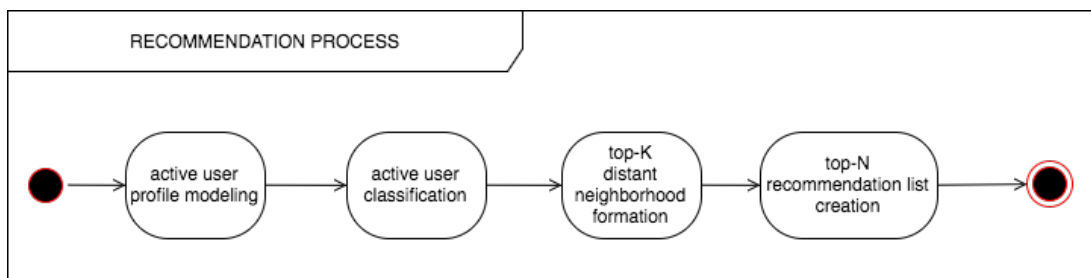 RECOMMENDATION PROCESS
active user
profile modeling
active user
classification
top-K
distant
neighborhood
formation
top-N
recommendation list
creation